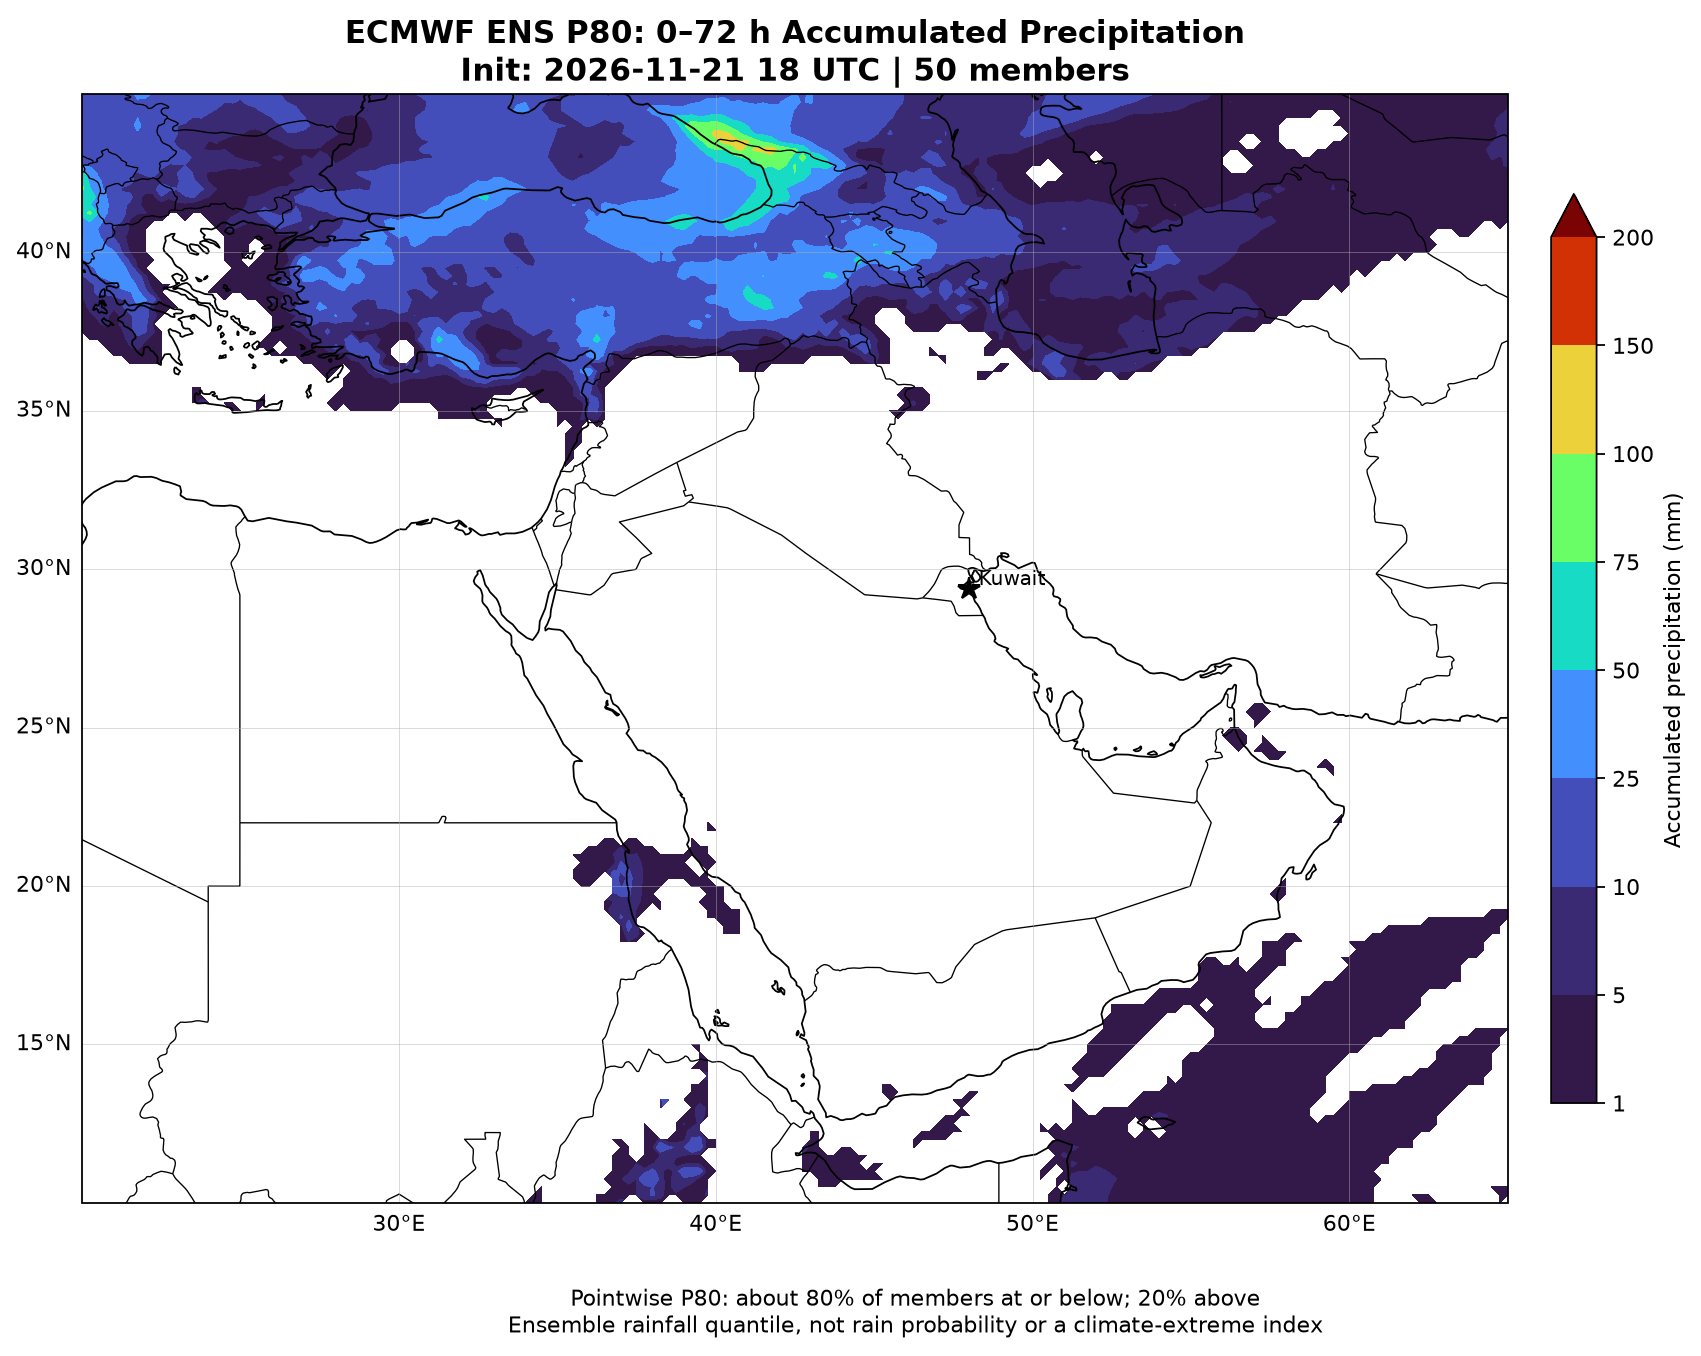 ECMWF ENS P80: 0–72 h Accumulated Precipitation
Init: 2026-11-21 18 UTC | 50 members
40°N
35°N
30°N
25°N
20°N
15°N
30°E
40°E
50°E
60°E
Kuwait
200
150
100
75
50
25
10
5
1
Accumulated precipitation (mm)
Pointwise P80: about 80% of members at or below; 20% above
Ensemble rainfall quantile, not rain probability or a climate-extreme index